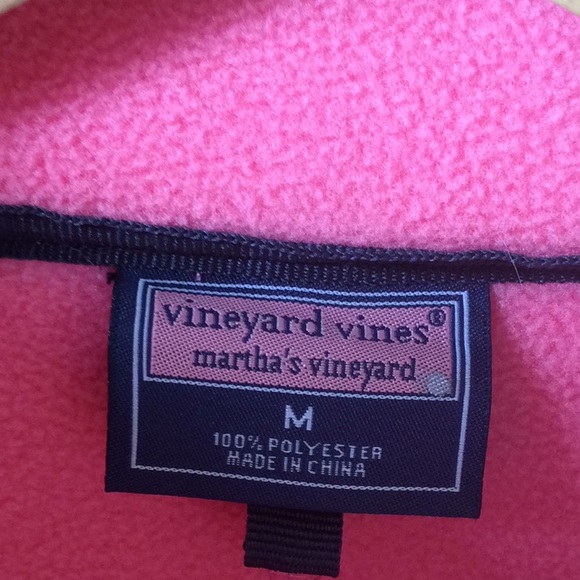 vineyard vines®
martha's vineyard
M
100% POLYESTER
MADE IN CHINA